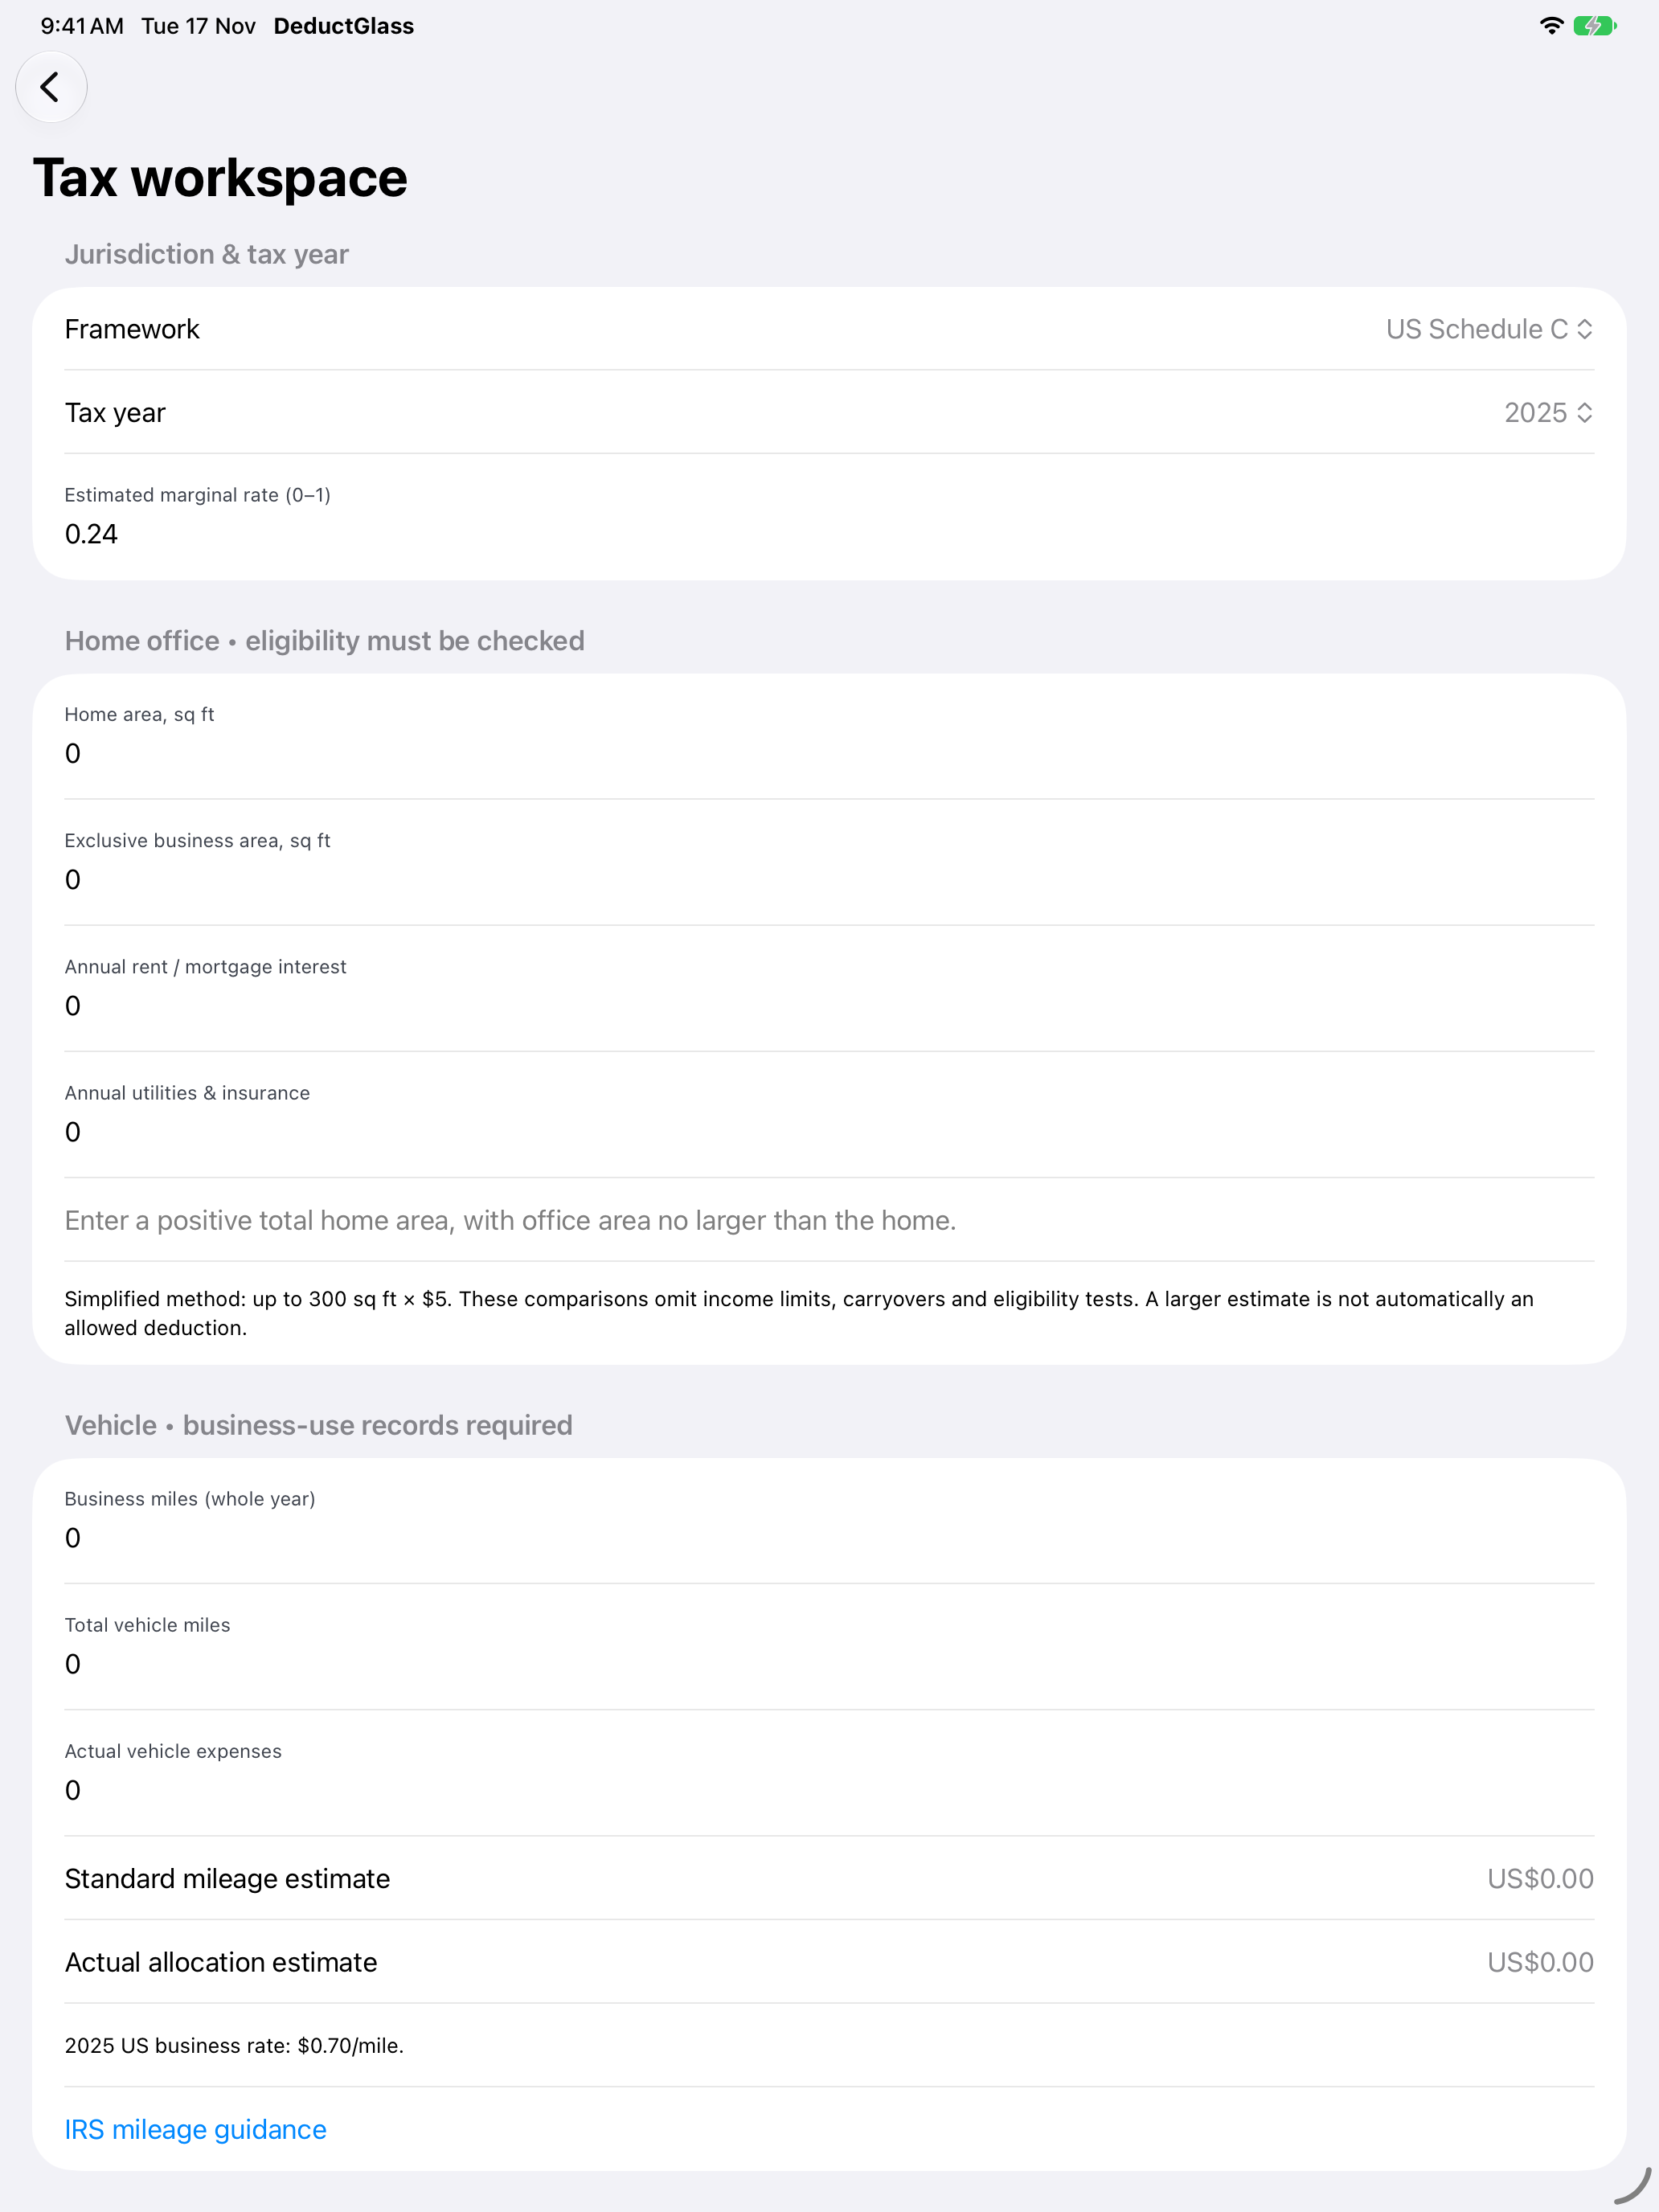 9:41 AM Tue 17 Nov DeductGlass
Tax workspace
Jurisdiction & tax year
Framework US Schedule C
Tax year 2025
Estimated marginal rate (0–1)
0.24
Home office • eligibility must be checked
Home area, sq ft
0
Exclusive business area, sq ft
0
Annual rent / mortgage interest
0
Annual utilities & insurance
0
Enter a positive total home area, with office area no larger than the home.
Simplified method: up to 300 sq ft × $5. These comparisons omit income limits, carryovers and eligibility tests. A larger estimate is not automatically an
allowed deduction.
Vehicle • business-use records required
Business miles (whole year)
0
Total vehicle miles
0
Actual vehicle expenses
0
Standard mileage estimate US$0.00
Actual allocation estimate US$0.00
2025 US business rate: $0.70/mile.
IRS mileage guidance